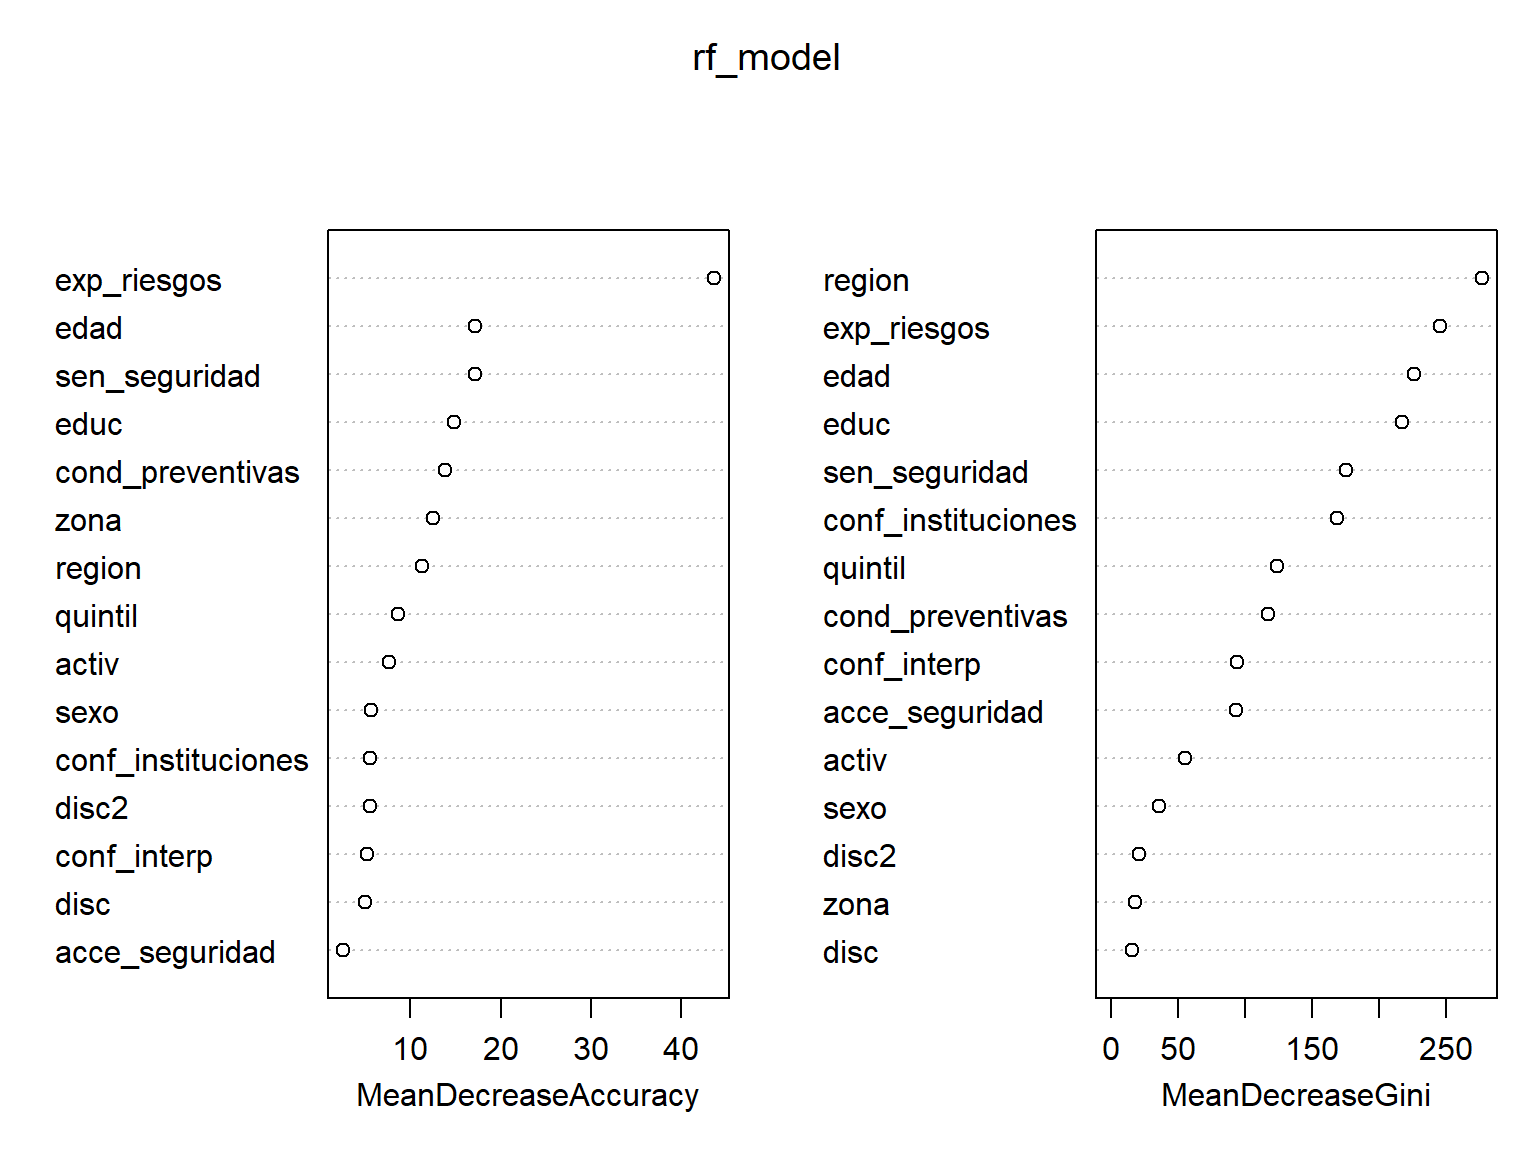 rf_model
exp_riesgos
edad
sen_seguridad
educ
cond_preventivas
zona
region
quintil
activ
sexo
conf_instituciones
disc2
conf_interp
disc
acce_seguridad
10 20 30 40
MeanDecreaseAccuracy
region
exp_riesgos
edad
educ
sen_seguridad
conf_instituciones
quintil
cond_preventivas
conf_interp
acce_seguridad
activ
sexo
disc2
zona
disc
0 50 150 250
MeanDecreaseGini